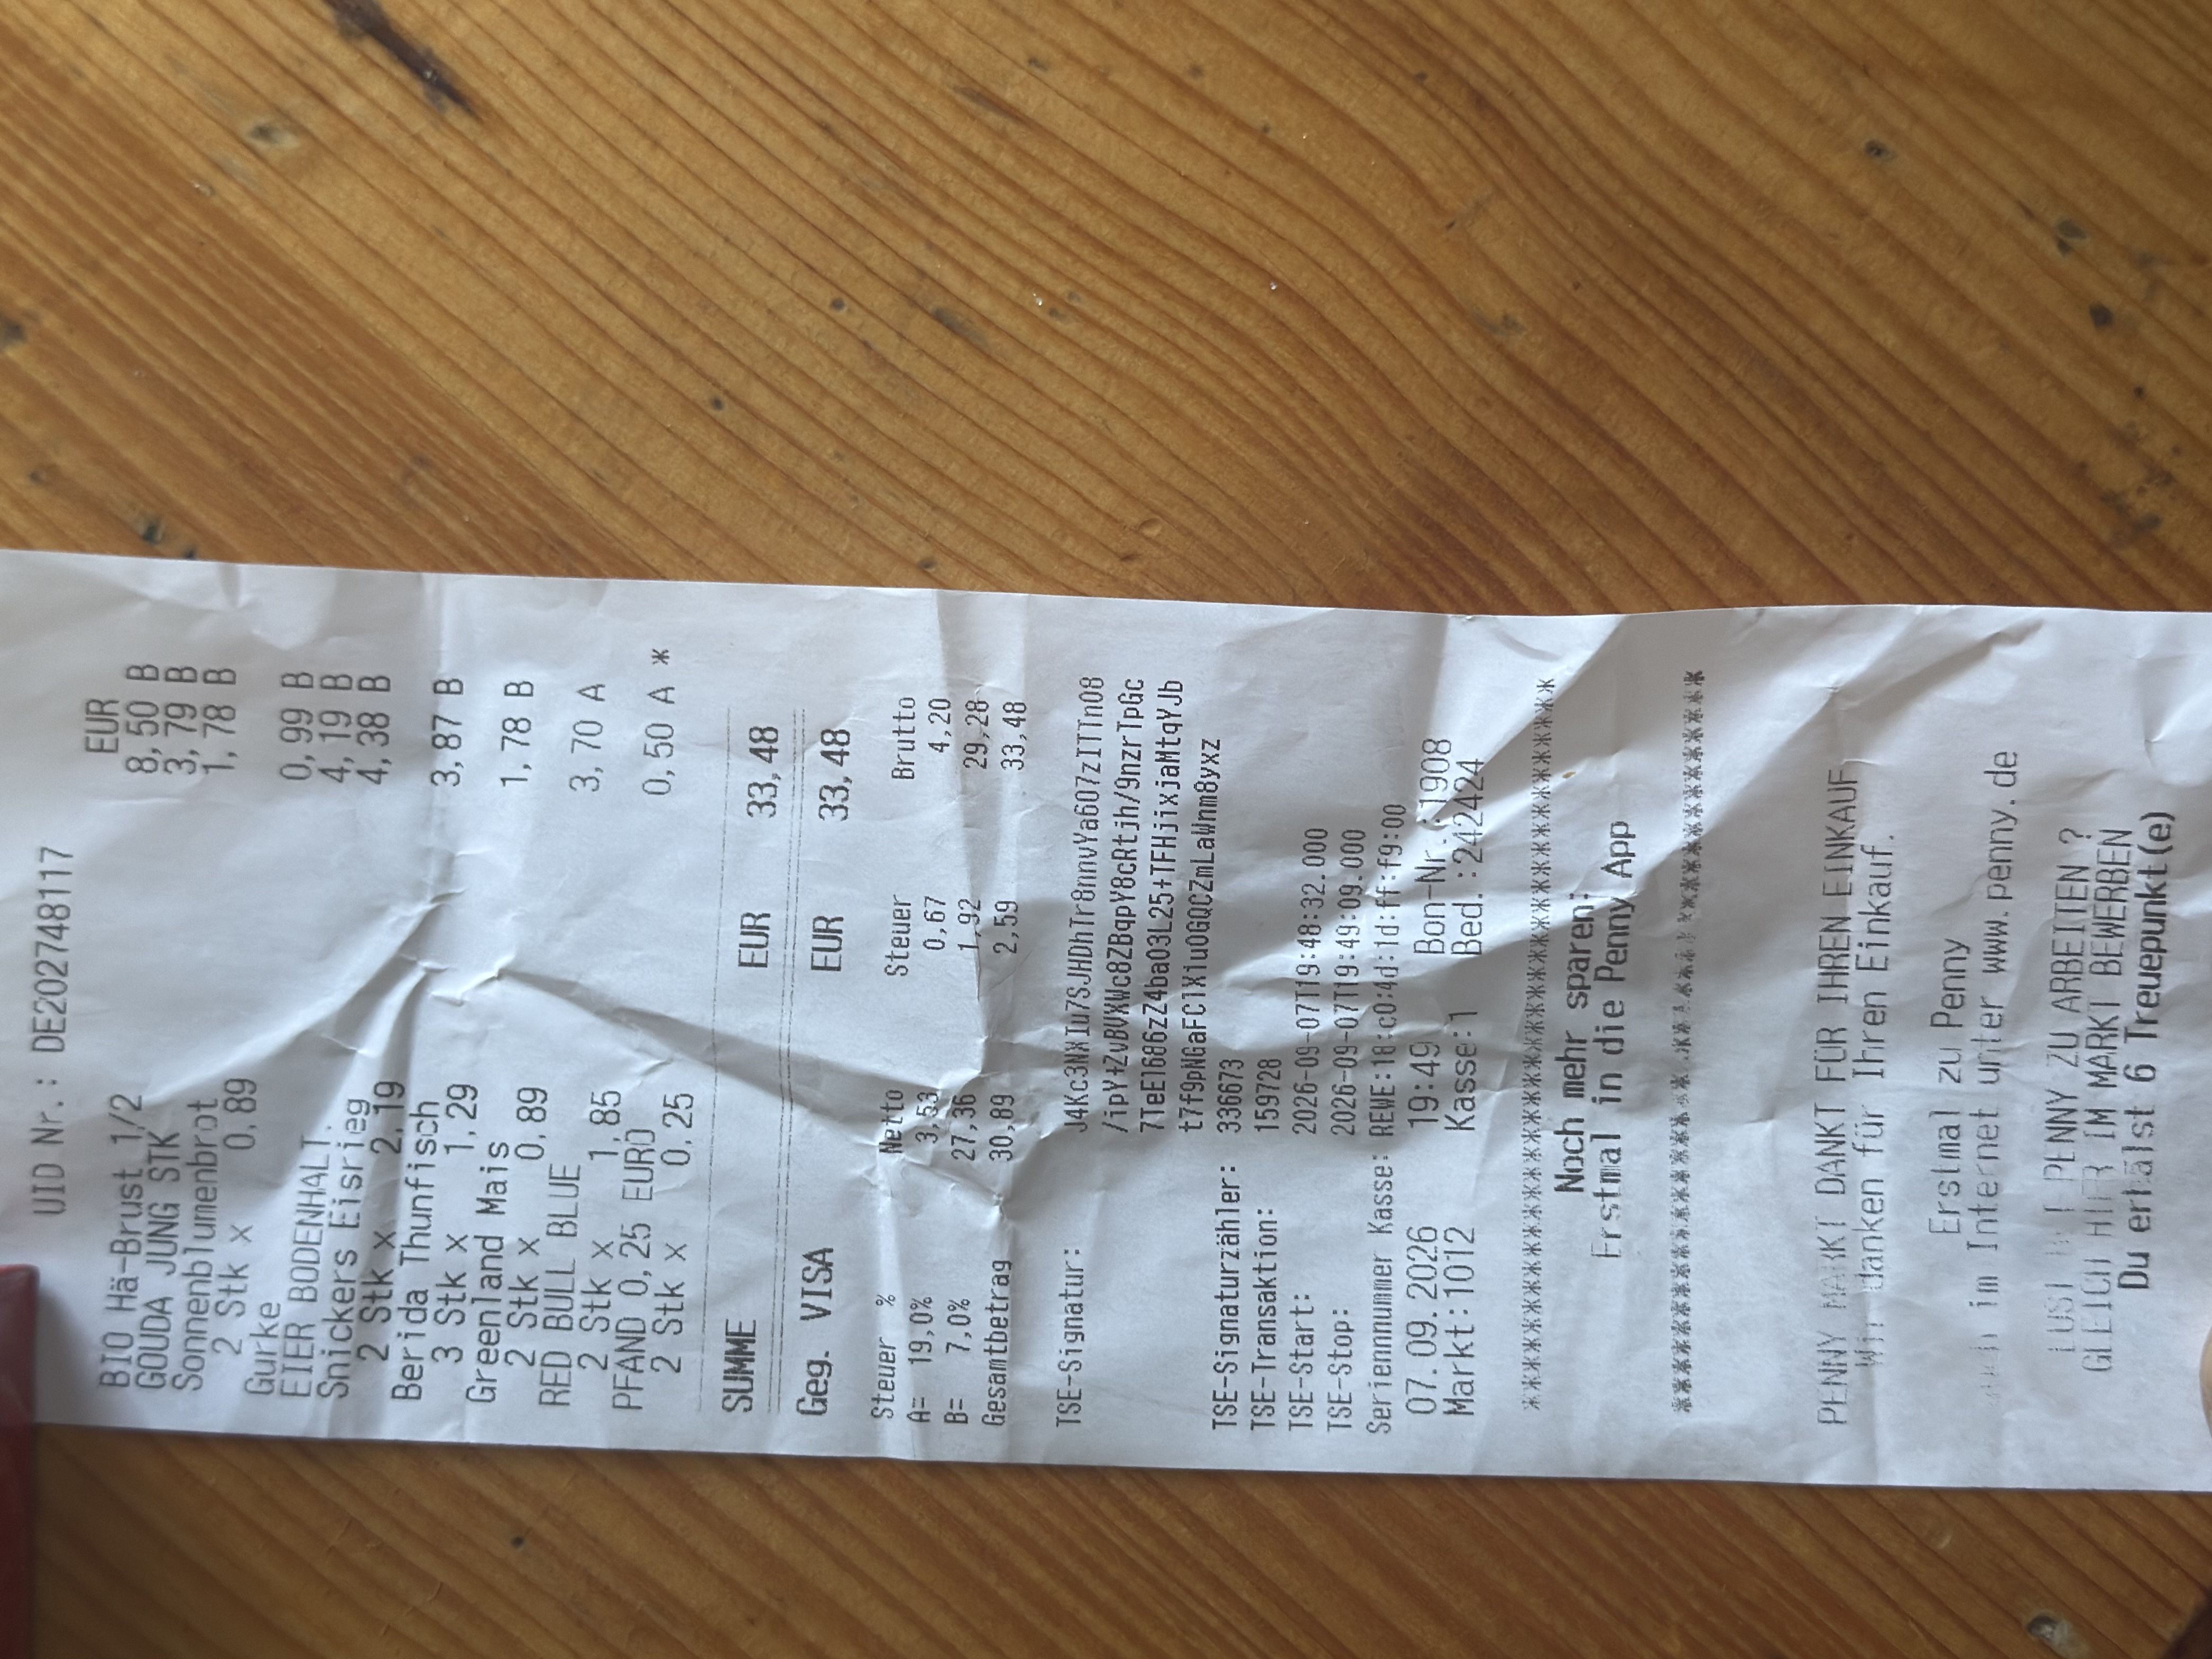 UID Nr.: DE202748117
EUR
BIO Hä-Brust 1/2 8,50 B
GOUDA JUNG STK 3,79 B
Sonnenblumenbrot 1,78 B
2 Stk x 0,89
Gurke 0,99 B
EIER BODENHALT. 4,19 B
Snickers Eisrieg 4,38 B
2 Stk x 2,19
Berida Thunfisch 3,87 B
3 Stk x 1,29
Greenland Mais 1,78 B
2 Stk x 0,89
RED BULL BLUE 3,70 A
2 Stk x 1,85
PFAND 0,25 EURO 0,50 A *
2 Stk x 0,25
SUMME EUR 33,48
Geg. VISA EUR 33,48
Steuer % Netto Steuer Brutto
A= 19,0% 3,53 0,67 4,20
B= 7,0% 27,36 1,92 29,28
Gesamtbetrag 30,89 2,59 33,48
TSE-Signatur: J4Kc3NXIu7SJHDhTr8nnvYa607zITTn08
/ipY+ZvBVXWc8ZBqpY8cRtjh/9nzrTpGc
7TeEl686zZ4ba03L25+TFHjixjaMtqYJb
t7f9pNGaFClXiu0GQCZmLaWnm8yxz
TSE-Signaturzähler: 336673
TSE-Transaktion: 159728
TSE-Start: 2026-09-07T19:48:32.000
TSE-Stop: 2026-09-07T19:49:09.000
Seriennnummer Kasse: REWE:18:c0:4d:1d:ff:f9:00
07.09.2026 19:49 Bon-Nr.:1908
Markt:1012 Kasse:1 Bed.:242424
***************************************
Noch mehr sparen:
Erstmal in die Penny App
***************************************
PENNY MARKT DANKT FÜR IHREN EINKAUF
Wir danken für Ihren Einkauf.
Erstmal zu Penny
auch im Internet unter www.penny.de
LUST BEI PENNY ZU ARBEITEN ?
GLEICH HIER IM MARKT BEWERBEN
Du erhälst 6 Treuepunkt(e)